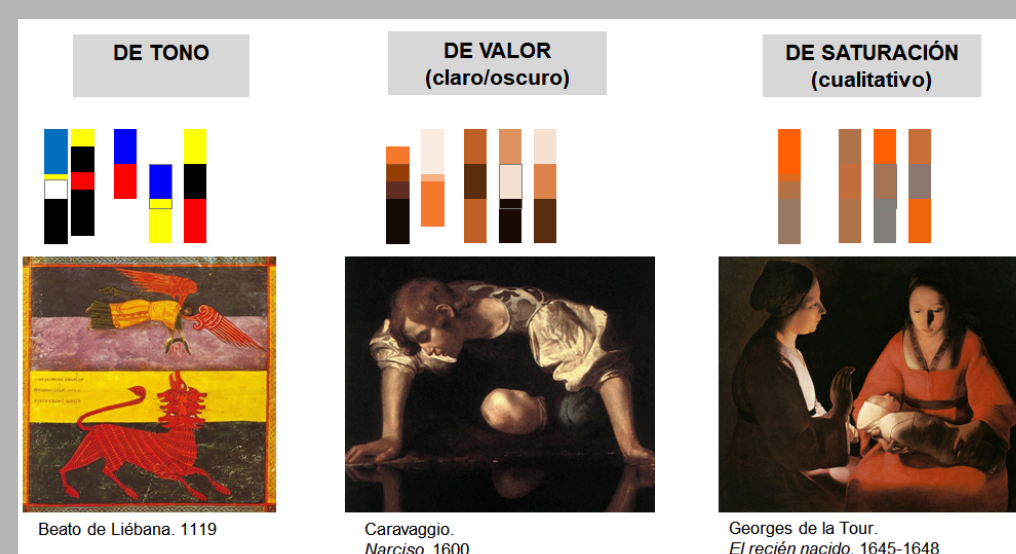 DE TONO
DE VALOR
(claro/oscuro)
DE SATURACIÓN
(cualitativo)
Beato de Liébana. 1119
Caravaggio.
Narciso. 1600
Georges de la Tour.
El recién nacido. 1645-1648